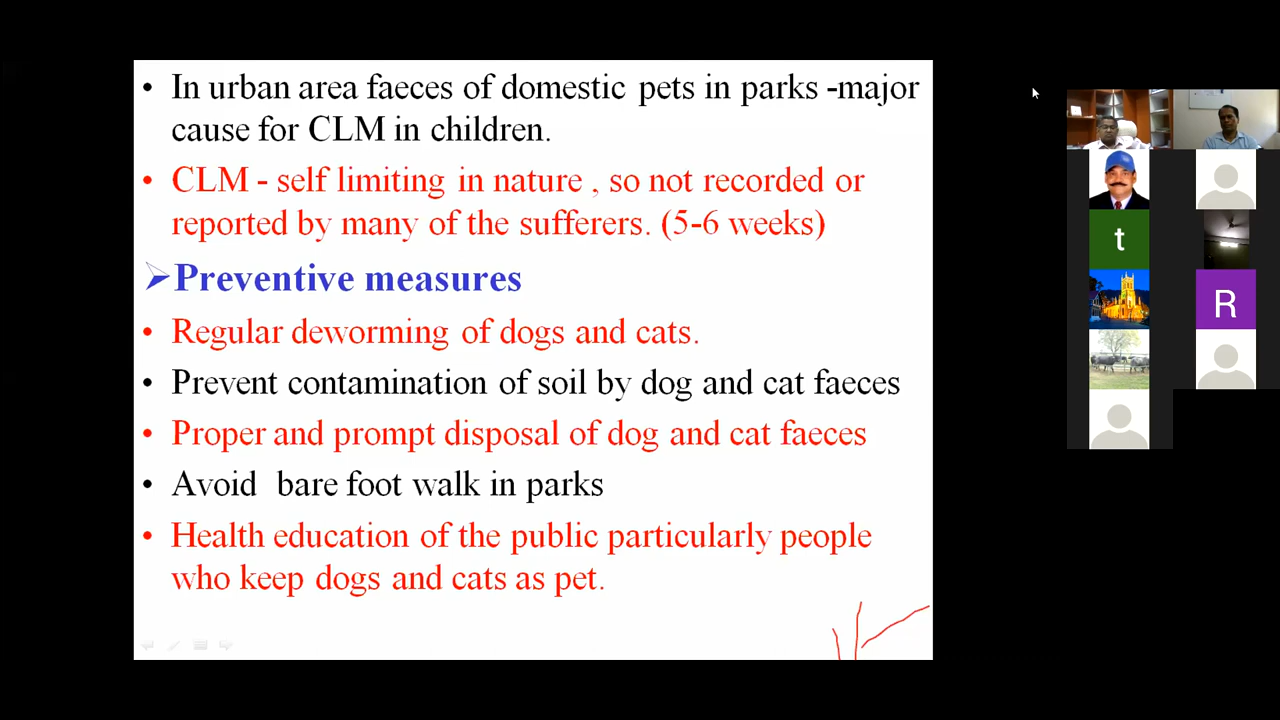 • In urban area faeces of domestic pets in parks -major
cause for CLM in children.
• CLM - self limiting in nature , so not recorded or
reported by many of the sufferers. (5-6 weeks)
➢Preventive measures
• Regular deworming of dogs and cats.
• Prevent contamination of soil by dog and cat faeces
• Proper and prompt disposal of dog and cat faeces
• Avoid  bare foot walk in parks
• Health education of the public particularly people
who keep dogs and cats as pet.
t
R